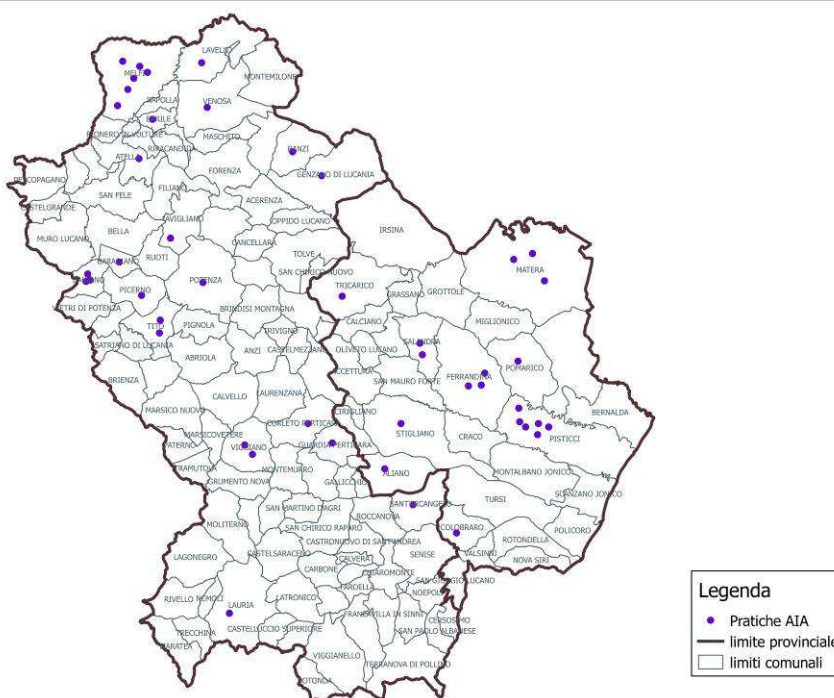 LAVELLO
MELFI
MONTEMILONE
RAPOLLA
VENOSA
BARILE
RIONERO IN VULTURE
MASCHITO
RIPACANDIDA
BANZI
ATELLA
GENZANO DI LUCANIA
FORENZA
PESCOPAGANO
FILIANO
SAN FELE
ACERENZA
CASTELGRANDE
AVIGLIANO
OPPIDO LUCANO
IRSINA
BELLA
MURO LUCANO
CANCELLARA
TOLVE
RUOTI
BARAGIANO
SAN CHIRICO NUOVO
MATERA
POTENZA
TRICARICO
PICERNO
GRASSANO
GROTTOLE
VIETRI DI POTENZA
BRINDISI MONTAGNA
MIGLIONICO
CALCIANO
TITO
PIGNOLA
TRIVIGNO
SATRIANO DI LUCANIA
SALANDRA
OLIVETO LUCANO
CASTELMEZZANO
ANZI
ABRIOLA
POMARICO
ACCETTURA
FERRANDINA
SAN MAURO FORTE
BRIENZA
LAURENZANA
CALVELLO
MARSICO NUOVO
CIRIGLIANO
BERNALDA
CORLETO PERTICARA
STIGLIANO
MARSICOVETERE
CRACO
PISTICCI
PATERNO
VIGGIANO
GUARDIA PERTICARA
TRAMUTOLA
MONTEMURRO
ALIANO
MONTALBANO JONICO
GRUMENTO NOVA
GALLICCHIO
SCANZANO JONICO
TURSI
SAN MARTINO D'AGRI
SANT'ARCANGELO
ROCCANOVA
MOLITERNO
SAN CHIRICO RAPARO
POLICORO
COLOBRARO
CASTRONUOVO DI SANT'ANDREA
ROTONDELLA
LAGONEGRO
CASTELSARACENO
SENISE
VALSINNI
CALVERA
NOVA SIRI
CARBONE
CHIAROMONTE
SAN GIORGIO LUCANO
FARDELLA
NOEPOLI
RIVELLO
NEMOLI
LATRONICO
LAURIA
FRANCAVILLA IN SINNI
CERSOSIMO
TRECCHINA
CASTELLUCCIO SUPERIORE
SAN PAOLO ALBANESE
MARATEA
VIGGIANELLO
TERRANOVA DI POLLINO
ROTONDA
Legenda
Pratiche AIA
limite provinciale
limiti comunali